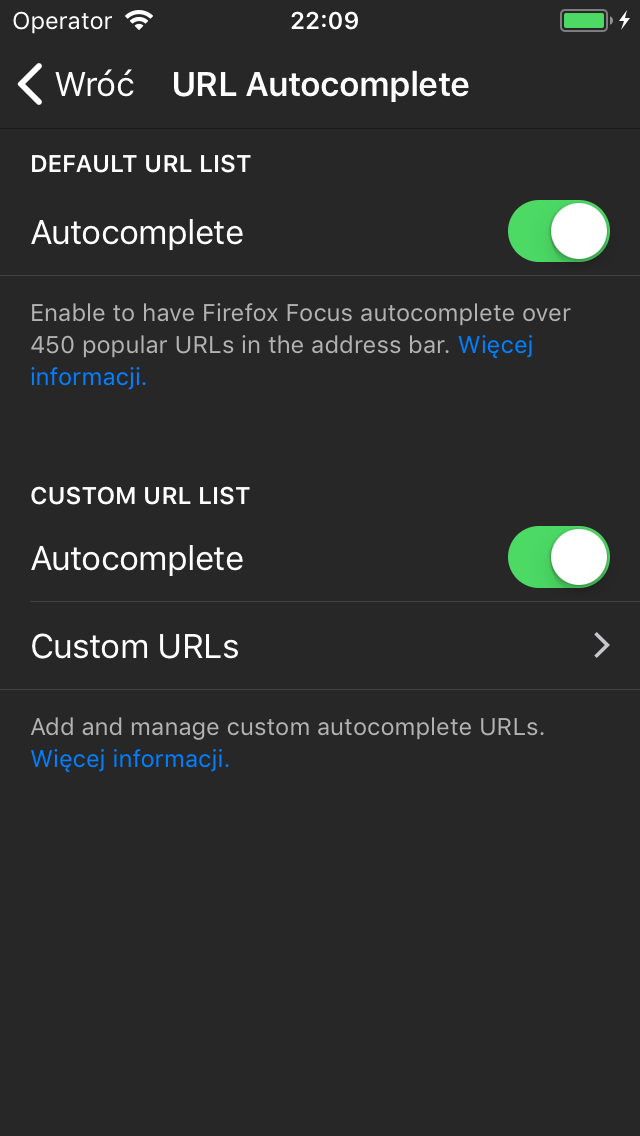 Operator 22:09
Wróć URL Autocomplete
DEFAULT URL LIST
Autocomplete
Enable to have Firefox Focus autocomplete over
450 popular URLs in the address bar. Więcej
informacji.
CUSTOM URL LIST
Autocomplete
Custom URLs
Add and manage custom autocomplete URLs.
Więcej informacji.